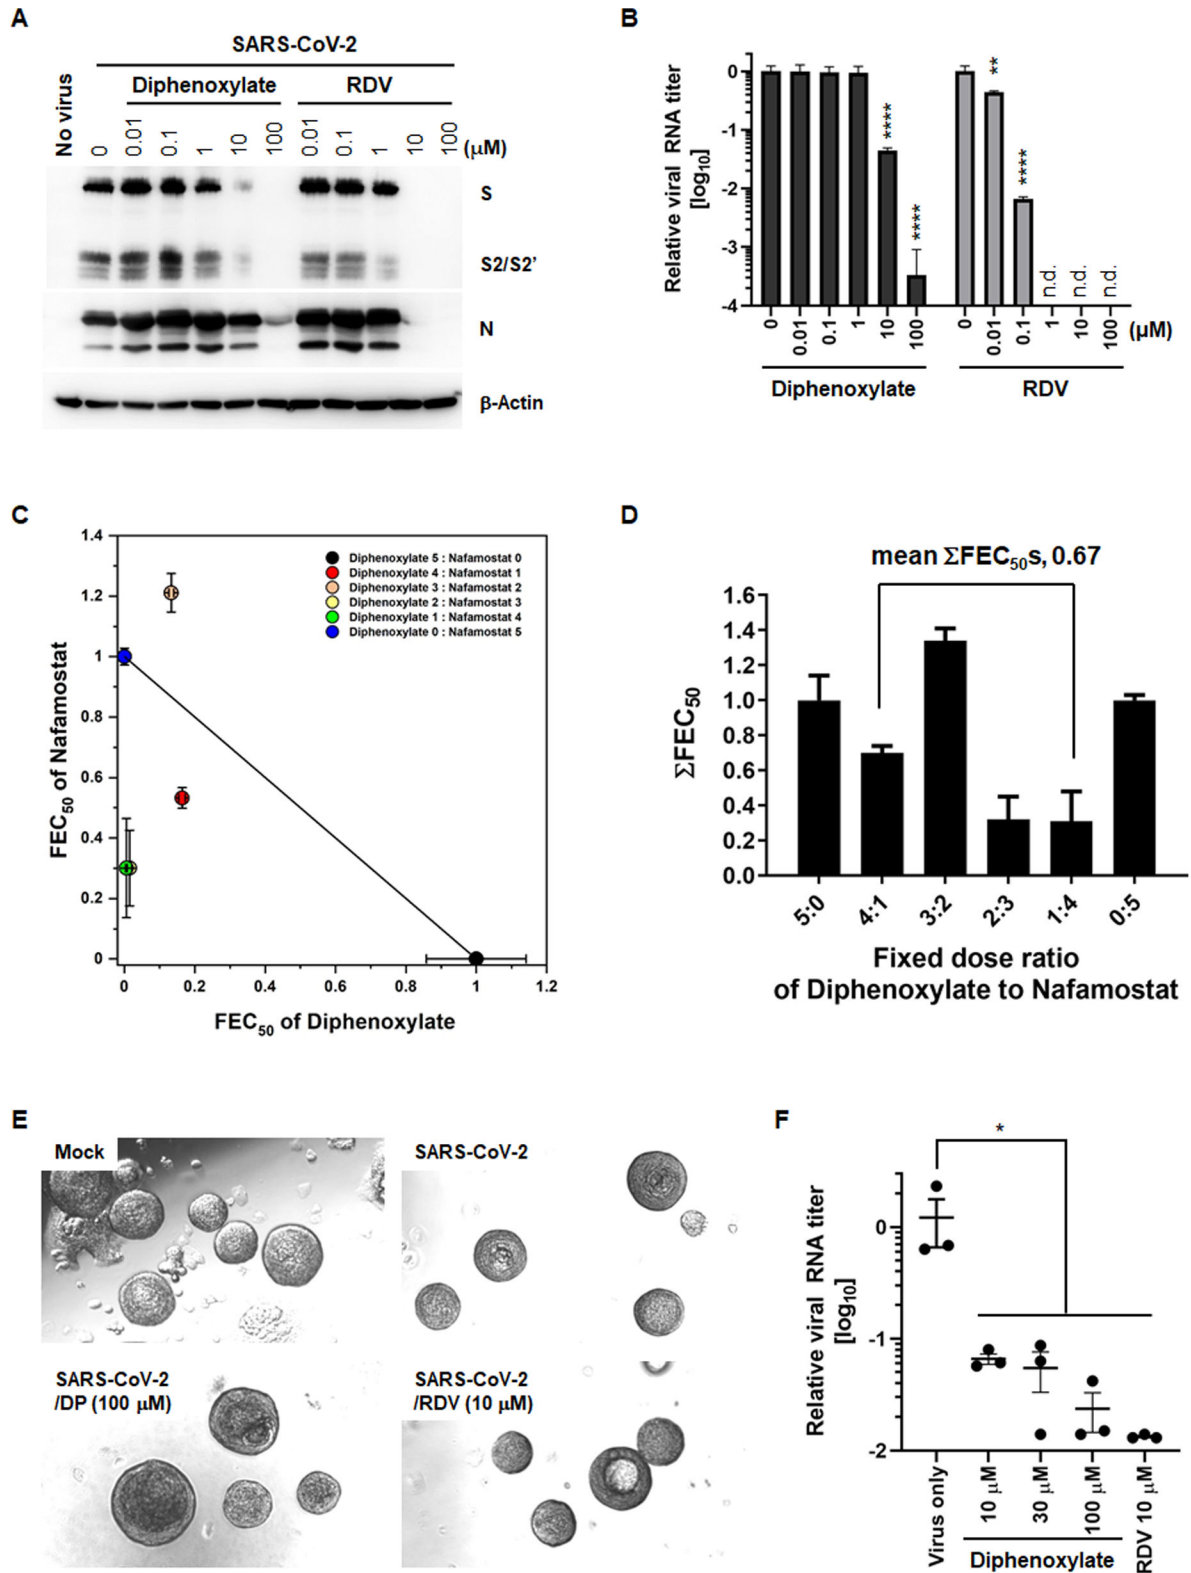 A
SARS-CoV-2
Diphenoxylate RDV
No virus 0 0.01 0.1 1 10 100 0.01 0.1 1 10 100 (μM)
S
S2/S2’
N
β-Actin
B
Relative viral RNA titer
[log10]
0
-1
-2
-3
-4
**** **** ** **** n.d. n.d. n.d.
0 0.01 0.1 1 10 100 0 0.01 0.1 1 10 100 (μM)
Diphenoxylate RDV
C
FEC50 of Nafamostat
1.4
1.2
1
0.8
0.6
0.4
0.2
0
Diphenoxylate 5 : Nafamostat 0
Diphenoxylate 4 : Nafamostat 1
Diphenoxylate 3 : Nafamostat 2
Diphenoxylate 2 : Nafamostat 3
Diphenoxylate 1 : Nafamostat 4
Diphenoxylate 0 : Nafamostat 5
0 0.2 0.4 0.6 0.8 1 1.2
FEC50 of Diphenoxylate
D
mean ΣFEC50s, 0.67
ΣFEC50
1.6
1.4
1.2
1.0
0.8
0.6
0.4
0.2
0.0
5:0 4:1 3:2 2:3 1:4 0:5
Fixed dose ratio
of Diphenoxylate to Nafamostat
E
Mock
SARS-CoV-2
SARS-CoV-2
/DP (100 μM)
SARS-CoV-2
/RDV (10 μM)
F
*
Relative viral RNA titer
[log10]
0
-1
-2
Virus only 10 μM 30 μM 100 μM RDV 10 μM
Diphenoxylate